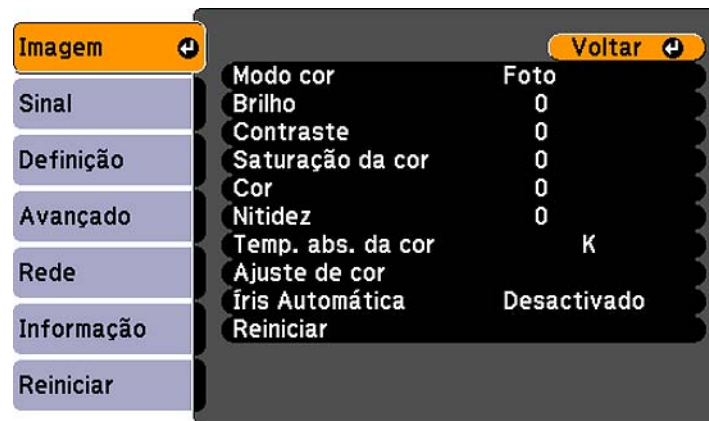 Imagem
Sinal
Definição
Avançado
Rede
Informação
Reiniciar
Voltar
Modo cor Foto
Brilho 0
Contraste 0
Saturação da cor 0
Cor 0
Nitidez 0
Temp. abs. da cor K
Ajuste de cor
Íris Automática Desactivado
Reiniciar